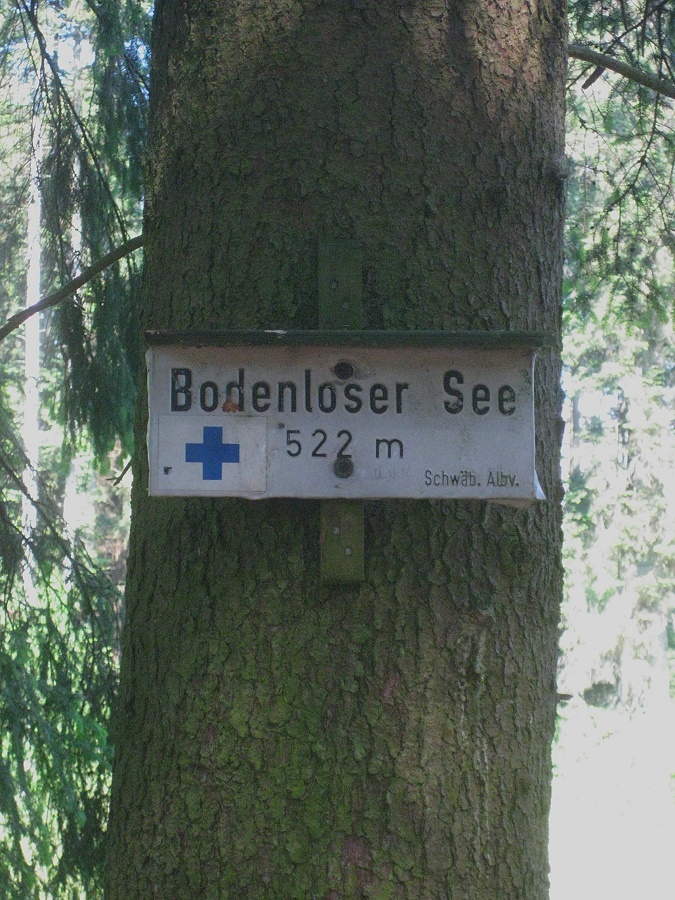 Bodenloser See
522 m
Schwäb. Albv.